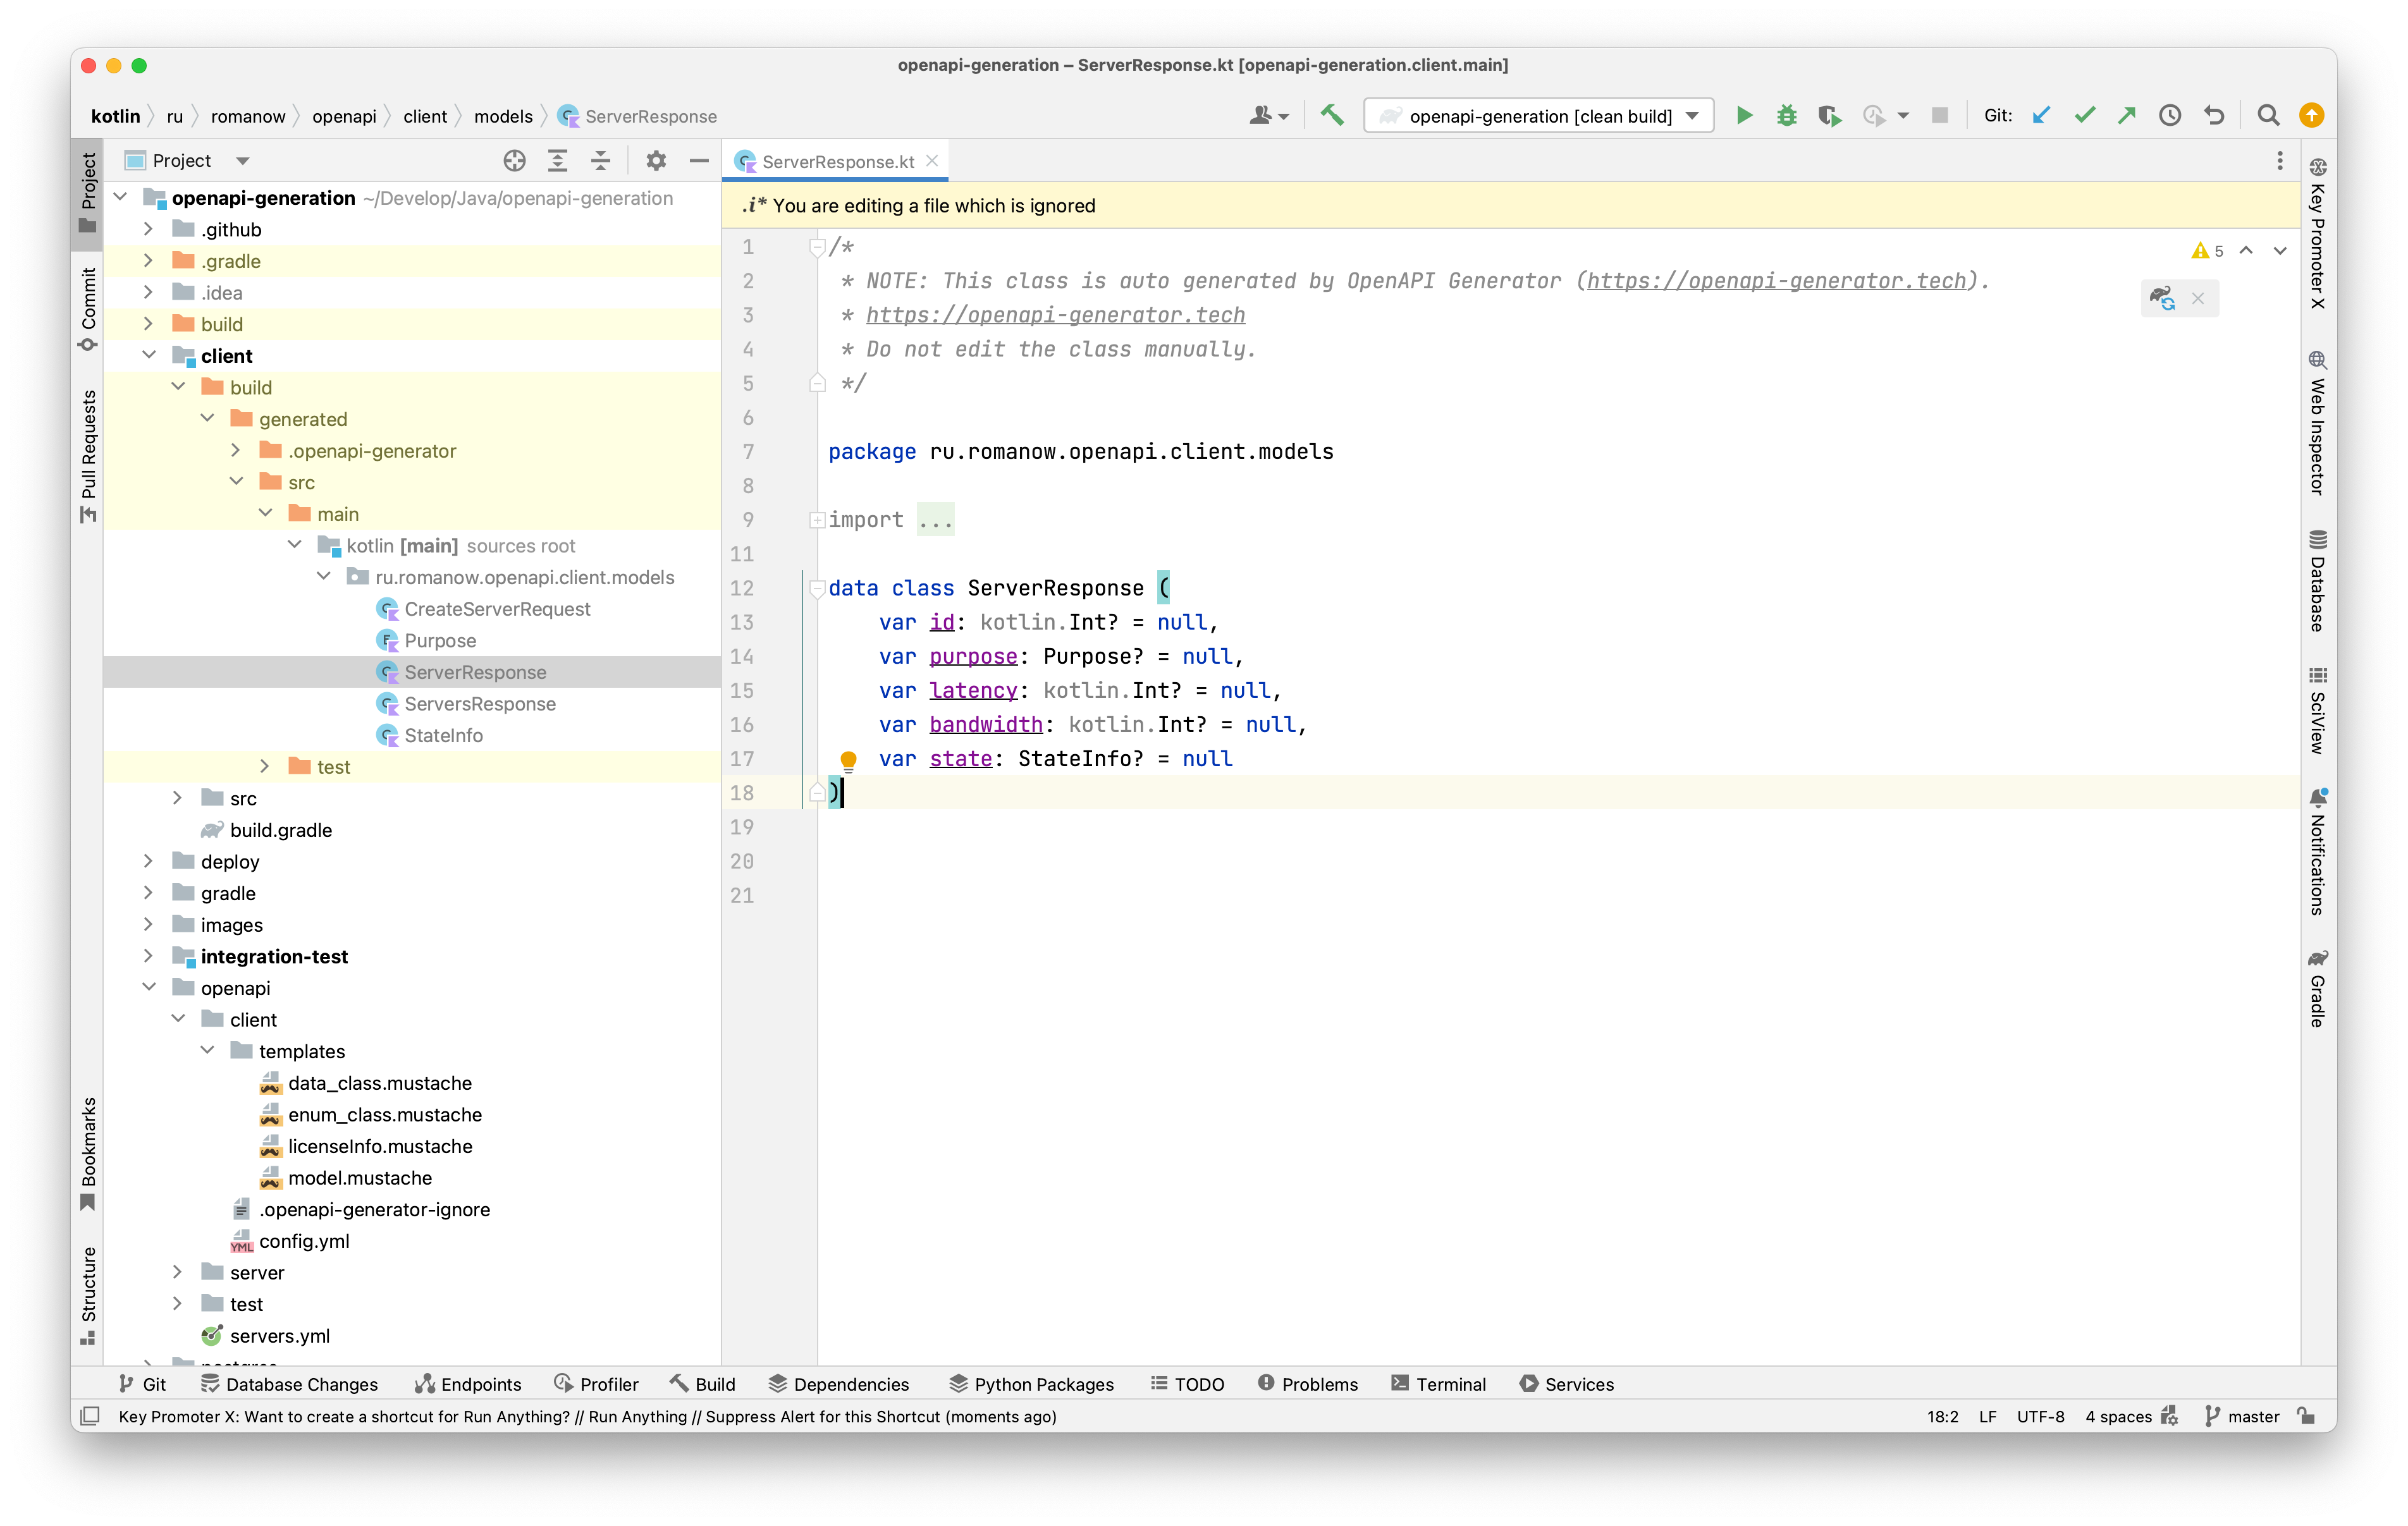 openapi-generation – ServerResponse.kt [openapi-generation.client.main]
kotlin ru romanow openapi client models ServerResponse
openapi-generation [clean build] Git:
Project
Commit
Pull Requests
Bookmarks
Structure
Project
openapi-generation ~/Develop/Java/openapi-generation
.github
.gradle
.idea
build
client
build
generated
.openapi-generator
src
main
kotlin [main] sources root
ru.romanow.openapi.client.models
CreateServerRequest
Purpose
ServerResponse
ServersResponse
StateInfo
test
src
build.gradle
deploy
gradle
images
integration-test
openapi
client
templates
data_class.mustache
enum_class.mustache
licenseInfo.mustache
model.mustache
.openapi-generator-ignore
config.yml
server
test
servers.yml
ServerResponse.kt
.i* You are editing a file which is ignored
5
1 /*
2 * NOTE: This class is auto generated by OpenAPI Generator (https://openapi-generator.tech).
3 * https://openapi-generator.tech
4 * Do not edit the class manually.
5 */
6
7 package ru.romanow.openapi.client.models
8
9 import ...
11
12 data class ServerResponse (
13 var id: kotlin.Int? = null,
14 var purpose: Purpose? = null,
15 var latency: kotlin.Int? = null,
16 var bandwidth: kotlin.Int? = null,
17 var state: StateInfo? = null
18 )
19
20
21
Key Promoter X
Web Inspector
Database
SciView
Notifications
Gradle
Git Database Changes Endpoints Profiler Build Dependencies Python Packages TODO Problems Terminal Services
Key Promoter X: Want to create a shortcut for Run Anything? // Run Anything // Suppress Alert for this Shortcut (moments ago) 18:2 LF UTF-8 4 spaces master